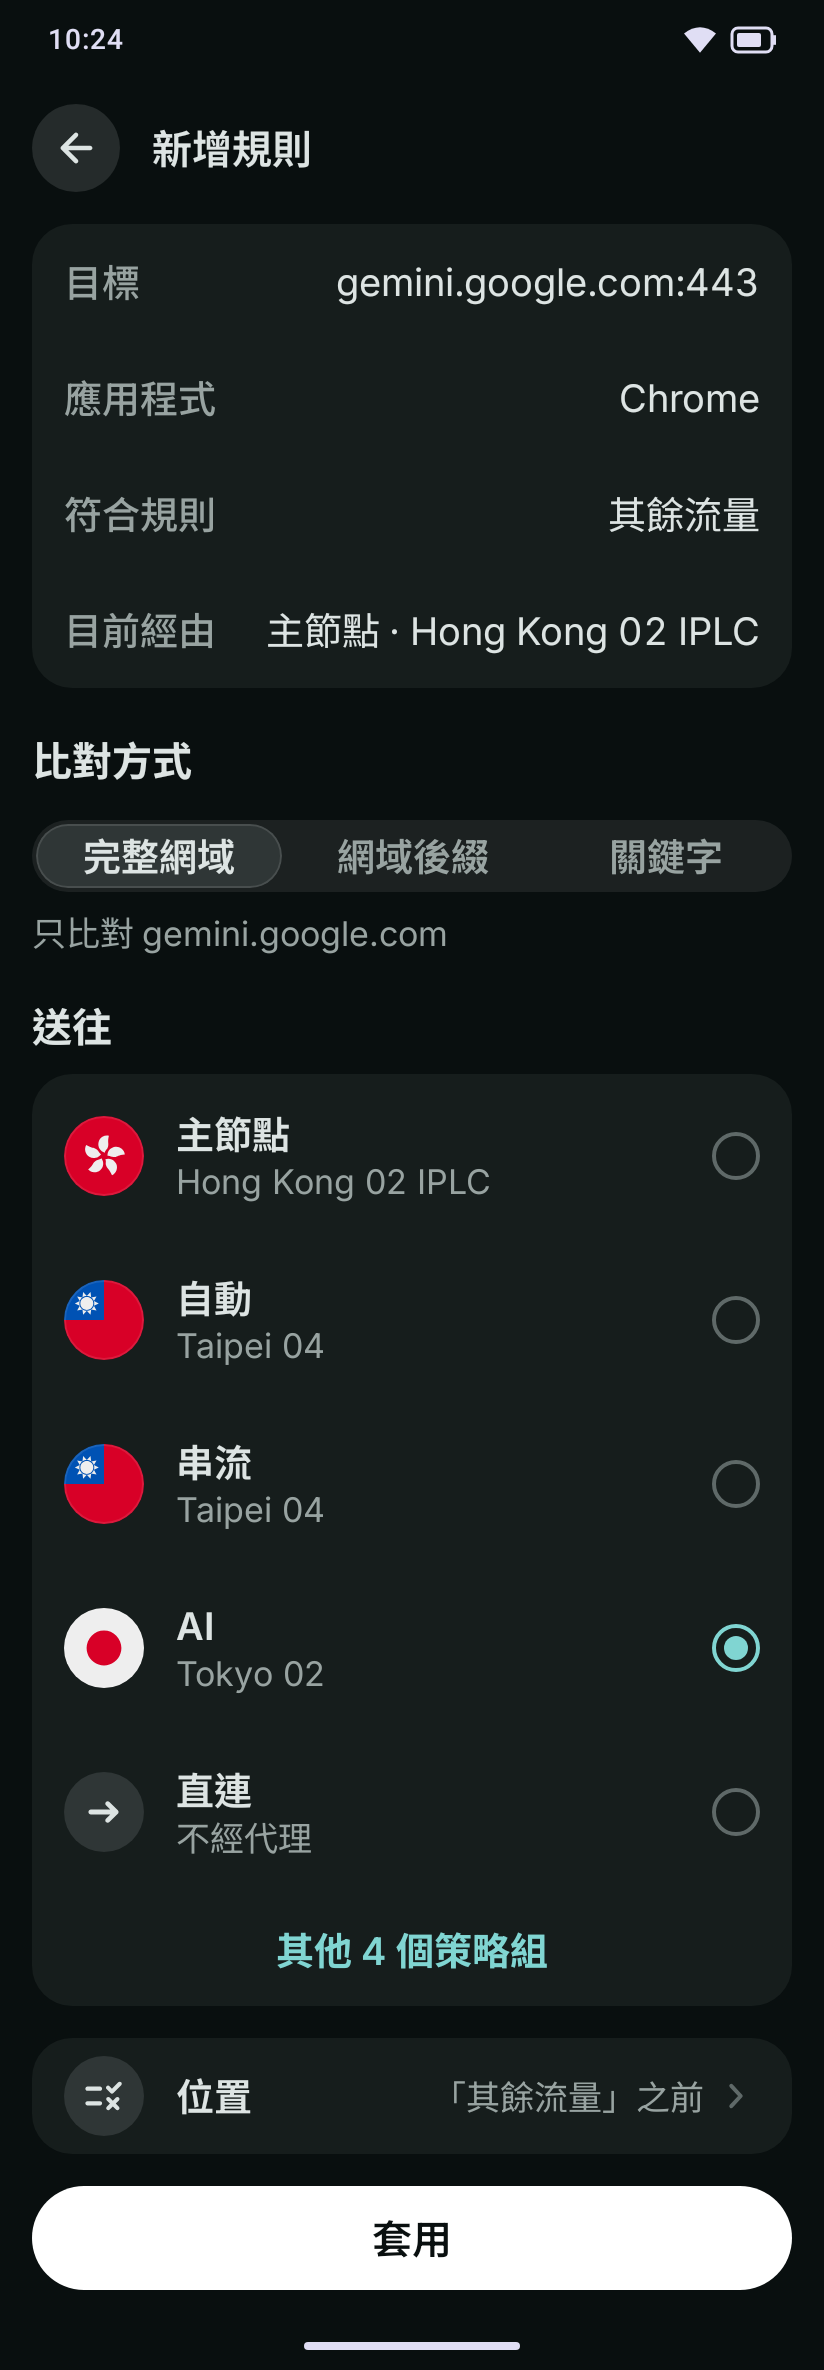 10:24
新增規則
目標 gemini.google.com:443
應用程式 Chrome
符合規則 其餘流量
目前經由 主節點 · Hong Kong 02 IPLC
比對方式
完整網域 網域後綴 關鍵字
只比對 gemini.google.com
送往
主節點
Hong Kong 02 IPLC
自動
Taipei 04
串流
Taipei 04
AI
Tokyo 02
直連
不經代理
其他 4 個策略組
位置 「其餘流量」之前
套用